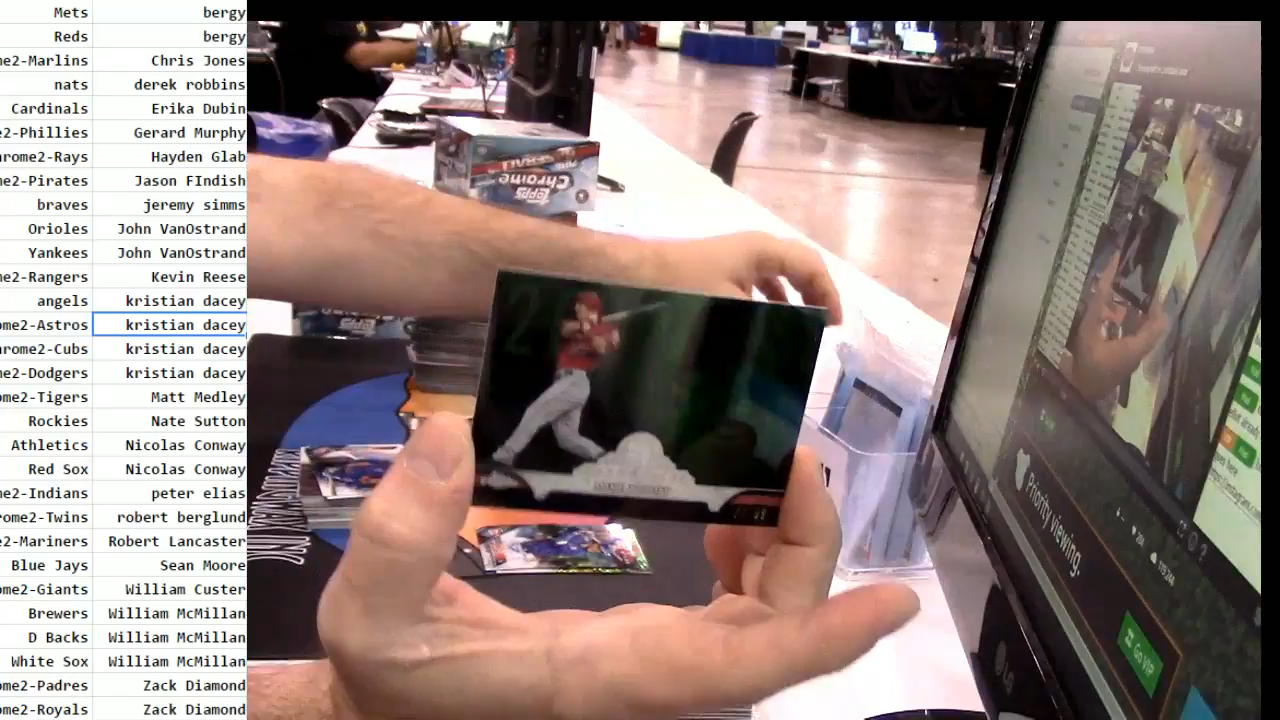 Mets bergy
Reds bergy
me2-Marlins Chris Jones
nats derek robbins
Cardinals Erika Dubin
e2-Phillies Gerard Murphy
hrome2-Rays Hayden Glab
me2-Pirates Jason FIndish
braves jeremy simms
Orioles John VanOstrand
Yankees John VanOstrand
me2-Rangers Kevin Reese
angels kristian dacey
ome2-Astros kristian dacey
hrome2-Cubs kristian dacey
me2-Dodgers kristian dacey
ome2-Tigers Matt Medley
Rockies Nate Sutton
Athletics Nicolas Conway
Red Sox Nicolas Conway
me2-Indians peter elias
rome2-Twins robert berglund
me2-Mariners Robert Lancaster
Blue Jays Sean Moore
ome2-Giants William Custer
Brewers William McMillan
D Backs William McMillan
White Sox William McMillan
ome2-Padres Zack Diamond
ome2-Royals Zack Diamond
Topps
Chrome
Priority viewing.
Go VIP
LG